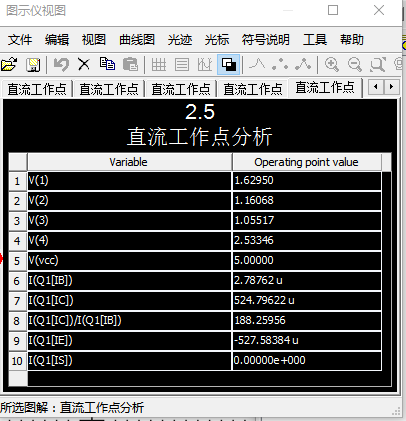 图示仪视图
文件 编辑 视图 曲线图 光迹 光标 符号说明 工具 帮助
直流工作点 直流工作点 直流工作点 直流工作点 直流工作点
2.5
直流工作点分析
Variable Operating point value
1 V(1) 1.62950
2 V(2) 1.16068
3 V(3) 1.05517
4 V(4) 2.53346
5 V(vcc) 5.00000
6 I(Q1[IB]) 2.78762 u
7 I(Q1[IC]) 524.79622 u
8 I(Q1[IC])/I(Q1[IB]) 188.25956
9 I(Q1[IE]) -527.58384 u
10 I(Q1[IS]) 0.00000e+000
所选图解：直流工作点分析